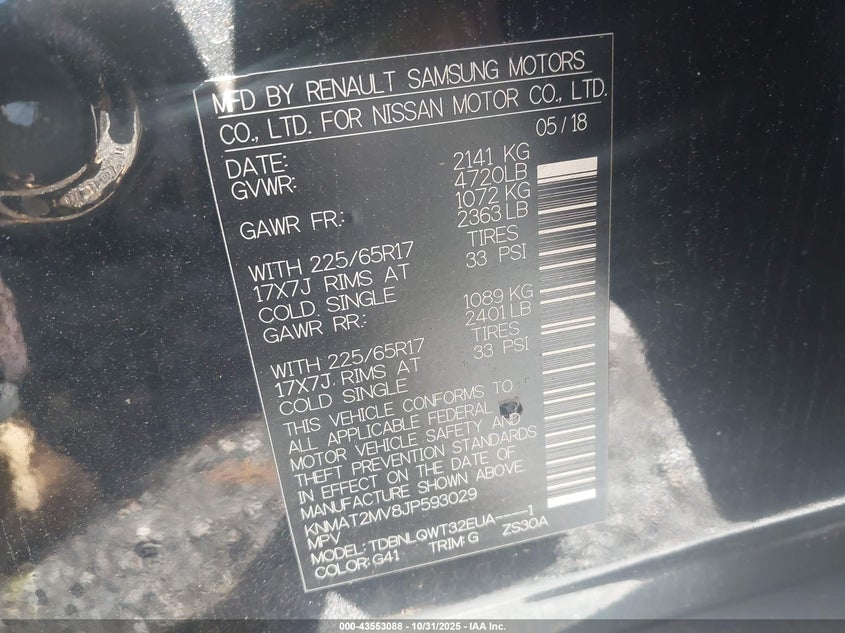 MFD BY RENAULT SAMSUNG MOTORS
CO., LTD. FOR NISSAN MOTOR CO., LTD.
DATE: 05/18
GVWR: 2141 KG
4720LB
GAWR FR.: 1072 KG
2363 LB
WITH 225/65R17 TIRES
17X7J RIMS AT 33 PSI
COLD. SINGLE
GAWR RR.: 1089 KG
2401 LB
WITH 225/65R17 TIRES
17X7J RIMS AT 33 PSI
COLD SINGLE
THIS VEHICLE CONFORMS TO
ALL APPLICABLE FEDERAL
MOTOR VEHICLE SAFETY AND
THEFT PREVENTION STANDARDS
IN EFFECT ON THE DATE OF
MANUFACTURE SHOWN ABOVE.
KNMAT2MV8JP593029
MPV
MODEL: TDBNLQWT32EUA----1
COLOR: G41 TRIM: G ZS30A
000-43553088 - 10/31/2025 - IAA Inc.